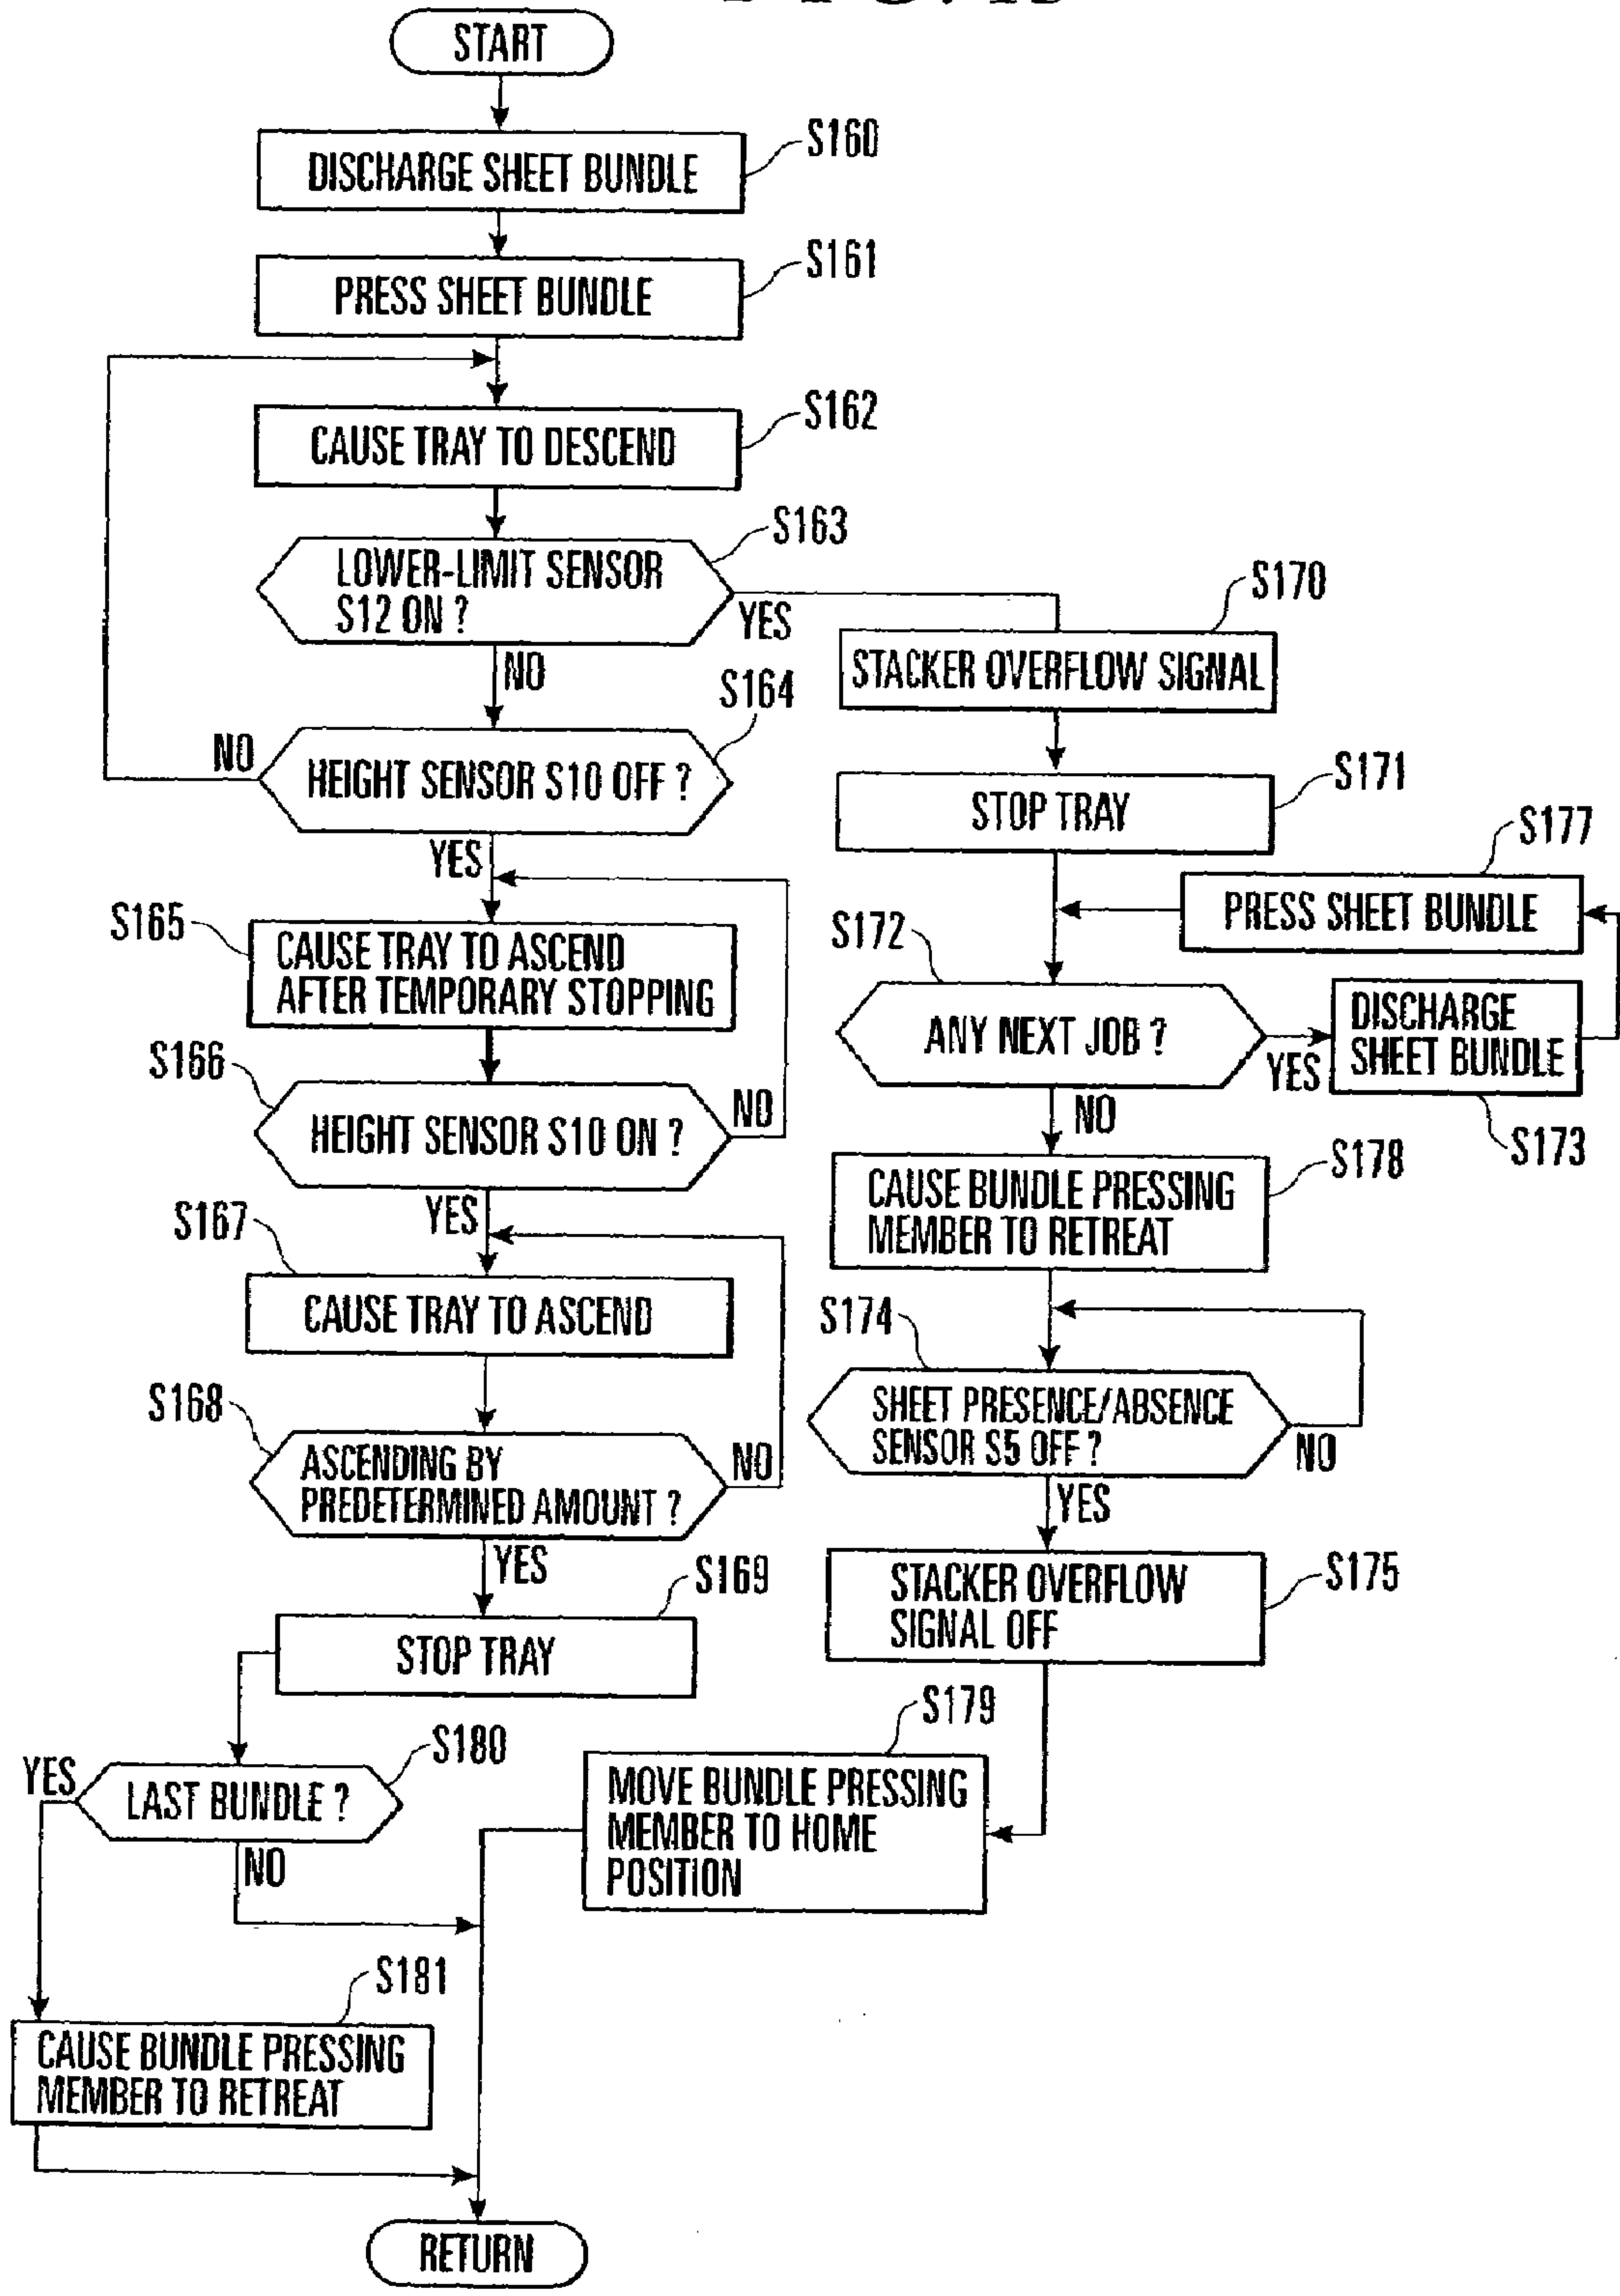 START
S160
DISCHARGE SHEET BUNDLE
S161
PRESS SHEET BUNDLE
S162
CAUSE TRAY TO DESCEND
S163
LOWER-LIMIT SENSOR
S12 ON ?
YES
NO
S164
HEIGHT SENSOR S10 OFF ?
NO
YES
S165
CAUSE TRAY TO ASCEND
AFTER TEMPORARY STOPPING
S166
HEIGHT SENSOR S10 ON ?
NO
YES
S167
CAUSE TRAY TO ASCEND
S168
ASCENDING BY
PREDETERMINED AMOUNT ?
NO
YES
S169
STOP TRAY
S180
YES
LAST BUNDLE ?
NO
S181
CAUSE BUNDLE PRESSING
MEMBER TO RETREAT
S170
STACKER OVERFLOW SIGNAL
S171
STOP TRAY
S177
PRESS SHEET BUNDLE
S172
ANY NEXT JOB ?
YES
DISCHARGE
SHEET BUNDLE
S173
NO
S178
CAUSE BUNDLE PRESSING
MEMBER TO RETREAT
S174
SHEET PRESENCE/ABSENCE
SENSOR S5 OFF ?
NO
YES
S175
STACKER OVERFLOW
SIGNAL OFF
S179
MOVE BUNDLE PRESSING
MEMBER TO HOME
POSITION
RETURN